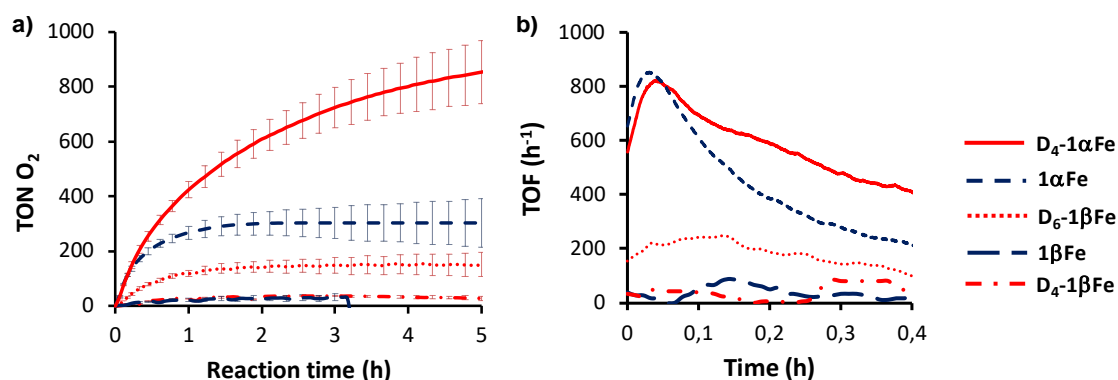 a)
TON O₂
1000
800
600
400
200
0
0 1 2 3 4 5
Reaction time (h)
b)
TOF (h⁻¹)
1000
800
600
400
200
0
0 0,1 0,2 0,3 0,4
Time (h)
D₄-1αFe
1αFe
D₆-1βFe
1βFe
D₄-1βFe